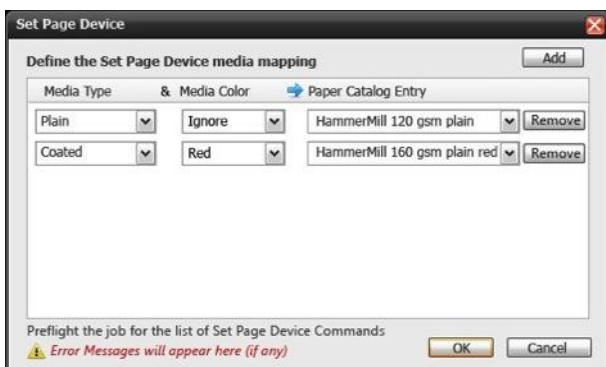 Set Page Device
Define the Set Page Device media mapping Add
Media Type & Media Color Paper Catalog Entry
Plain Ignore HammerMill 120 gsm plain Remove
Coated Red HammerMill 160 gsm plain red Remove
Preflight the job for the list of Set Page Device Commands
Error Messages will appear here (if any) OK Cancel